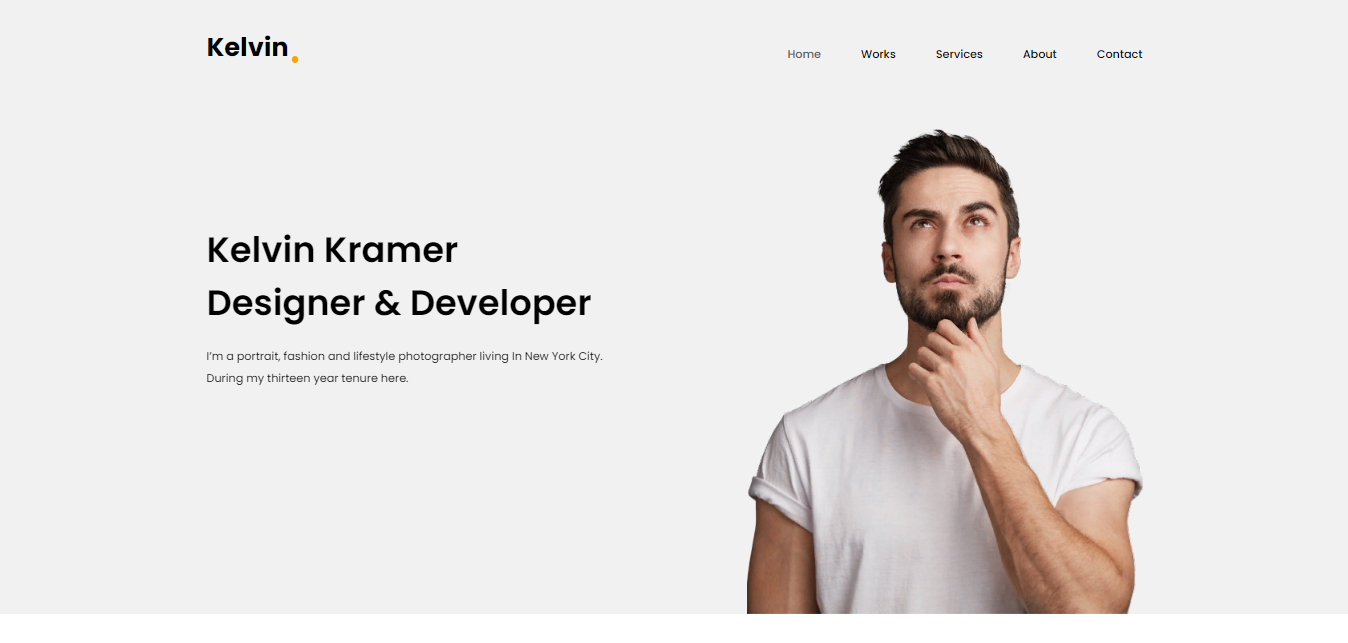 Kelvin.
Home Works Services About Contact
Kelvin Kramer
Designer & Developer
I'm a portrait, fashion and lifestyle photographer living In New York City.
During my thirteen year tenure here.